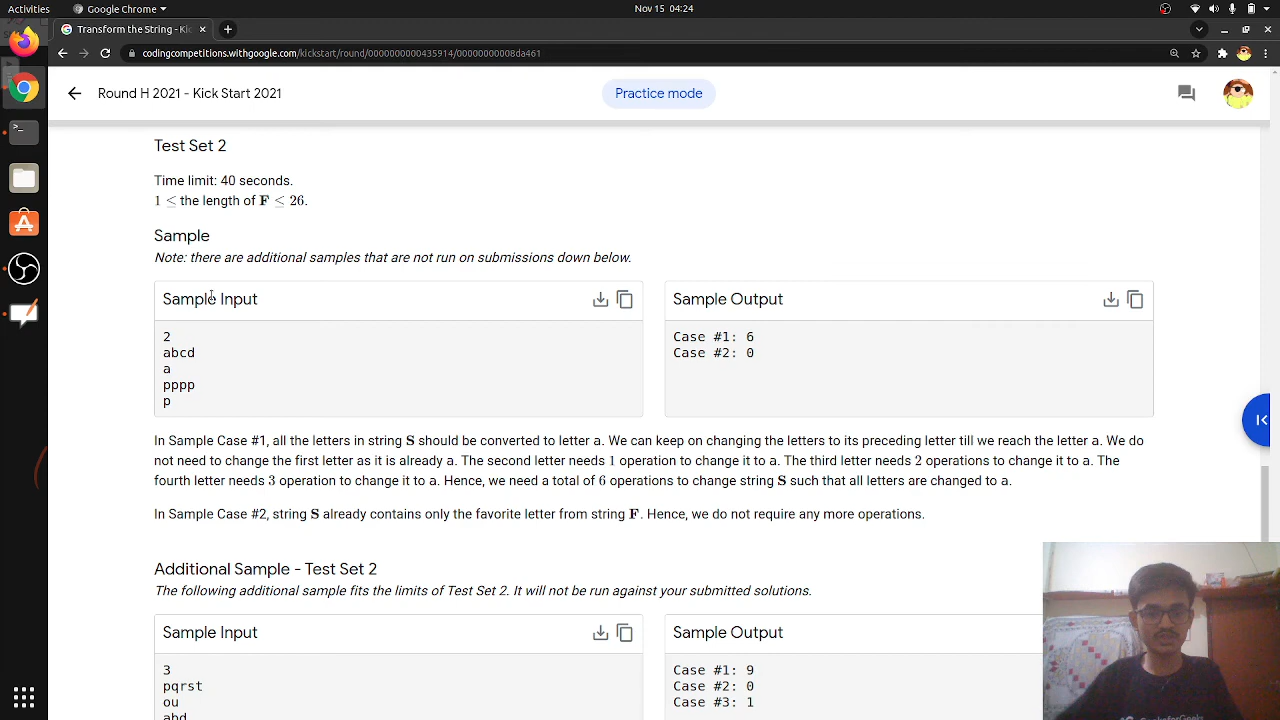 Activities
Google Chrome
Nov 15 04:24
Transform the String - Kic
codingcompetitions.withgoogle.com/kickstart/round/0000000000435914/00000000008da461
Round H 2021 - Kick Start 2021
Practice mode
Test Set 2
Time limit: 40 seconds.
1 ≤ the length of F ≤ 26.
Sample
Note: there are additional samples that are not run on submissions down below.
Sample Input
2
abcd
a
pppp
p
Sample Output
Case #1: 6
Case #2: 0
In Sample Case #1, all the letters in string S should be converted to letter a. We can keep on changing the letters to its preceding letter till we reach the letter a. We do
not need to change the first letter as it is already a. The second letter needs 1 operation to change it to a. The third letter needs 2 operations to change it to a. The
fourth letter needs 3 operation to change it to a. Hence, we need a total of 6 operations to change string S such that all letters are changed to a.
In Sample Case #2, string S already contains only the favorite letter from string F. Hence, we do not require any more operations.
Additional Sample - Test Set 2
The following additional sample fits the limits of Test Set 2. It will not be run against your submitted solutions.
Sample Input
3
pqrst
ou
abd
Sample Output
Case #1: 9
Case #2: 0
Case #3: 1